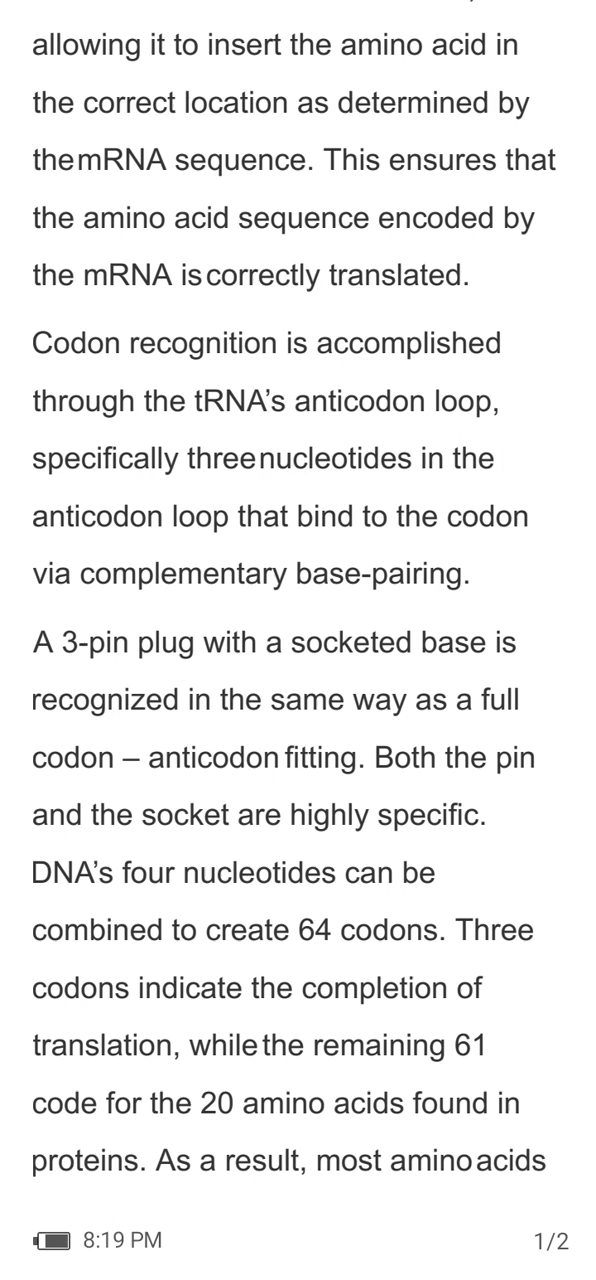 allowing it to insert the amino acid in
the correct location as determined by
themRNA sequence. This ensures that
the amino acid sequence encoded by
the mRNA iscorrectly translated.
Codon recognition is accomplished
through the tRNA’s anticodon loop,
specifically threenucleotides in the
anticodon loop that bind to the codon
via complementary base-pairing.
A 3-pin plug with a socketed base is
recognized in the same way as a full
codon – anticodon fitting. Both the pin
and the socket are highly specific.
DNA’s four nucleotides can be
combined to create 64 codons. Three
codons indicate the completion of
translation, whilethe remaining 61
code for the 20 amino acids found in
proteins. As a result, most aminoacids
8:19 PM 1/2